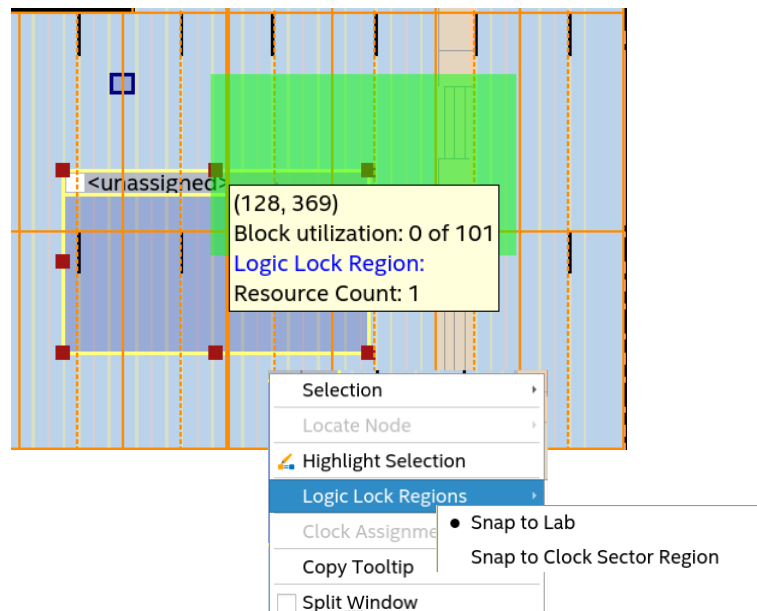 <unassigned>
(128, 369)
Block utilization: 0 of 101
Logic Lock Region:
Resource Count: 1
Selection
Locate Node
Highlight Selection
Logic Lock Regions
Clock Assignme
Copy Tooltip
Split Window
Snap to Lab
Snap to Clock Sector Region